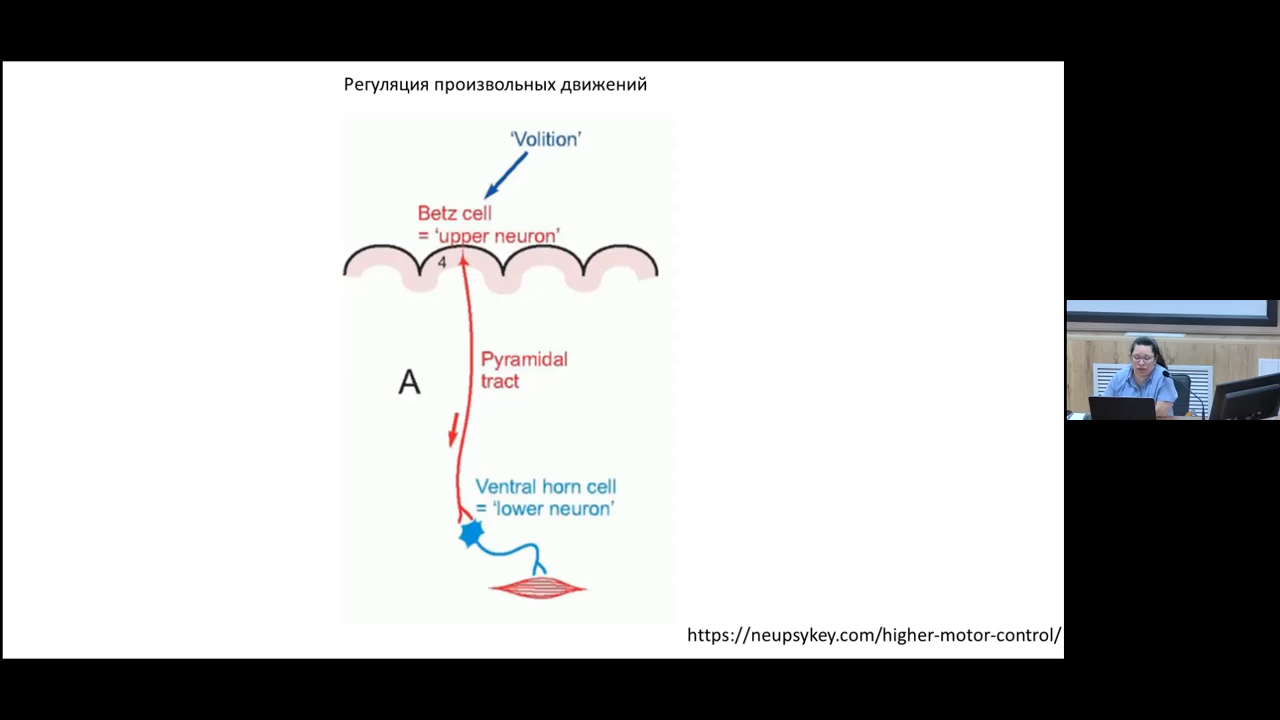 Регуляция произвольных движений
‘Volition’
Betz cell
= ‘upper neuron’
4
Pyramidal
tract
A
Ventral horn cell
= ‘lower neuron’
https://neupsykey.com/higher-motor-control/